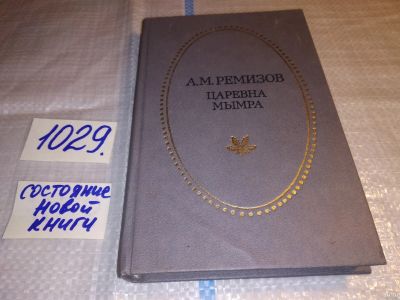 А.М.РЕМИЗОВ
ЦАРЕВНА
МЫМРА
1029.
состояние
новой
книги